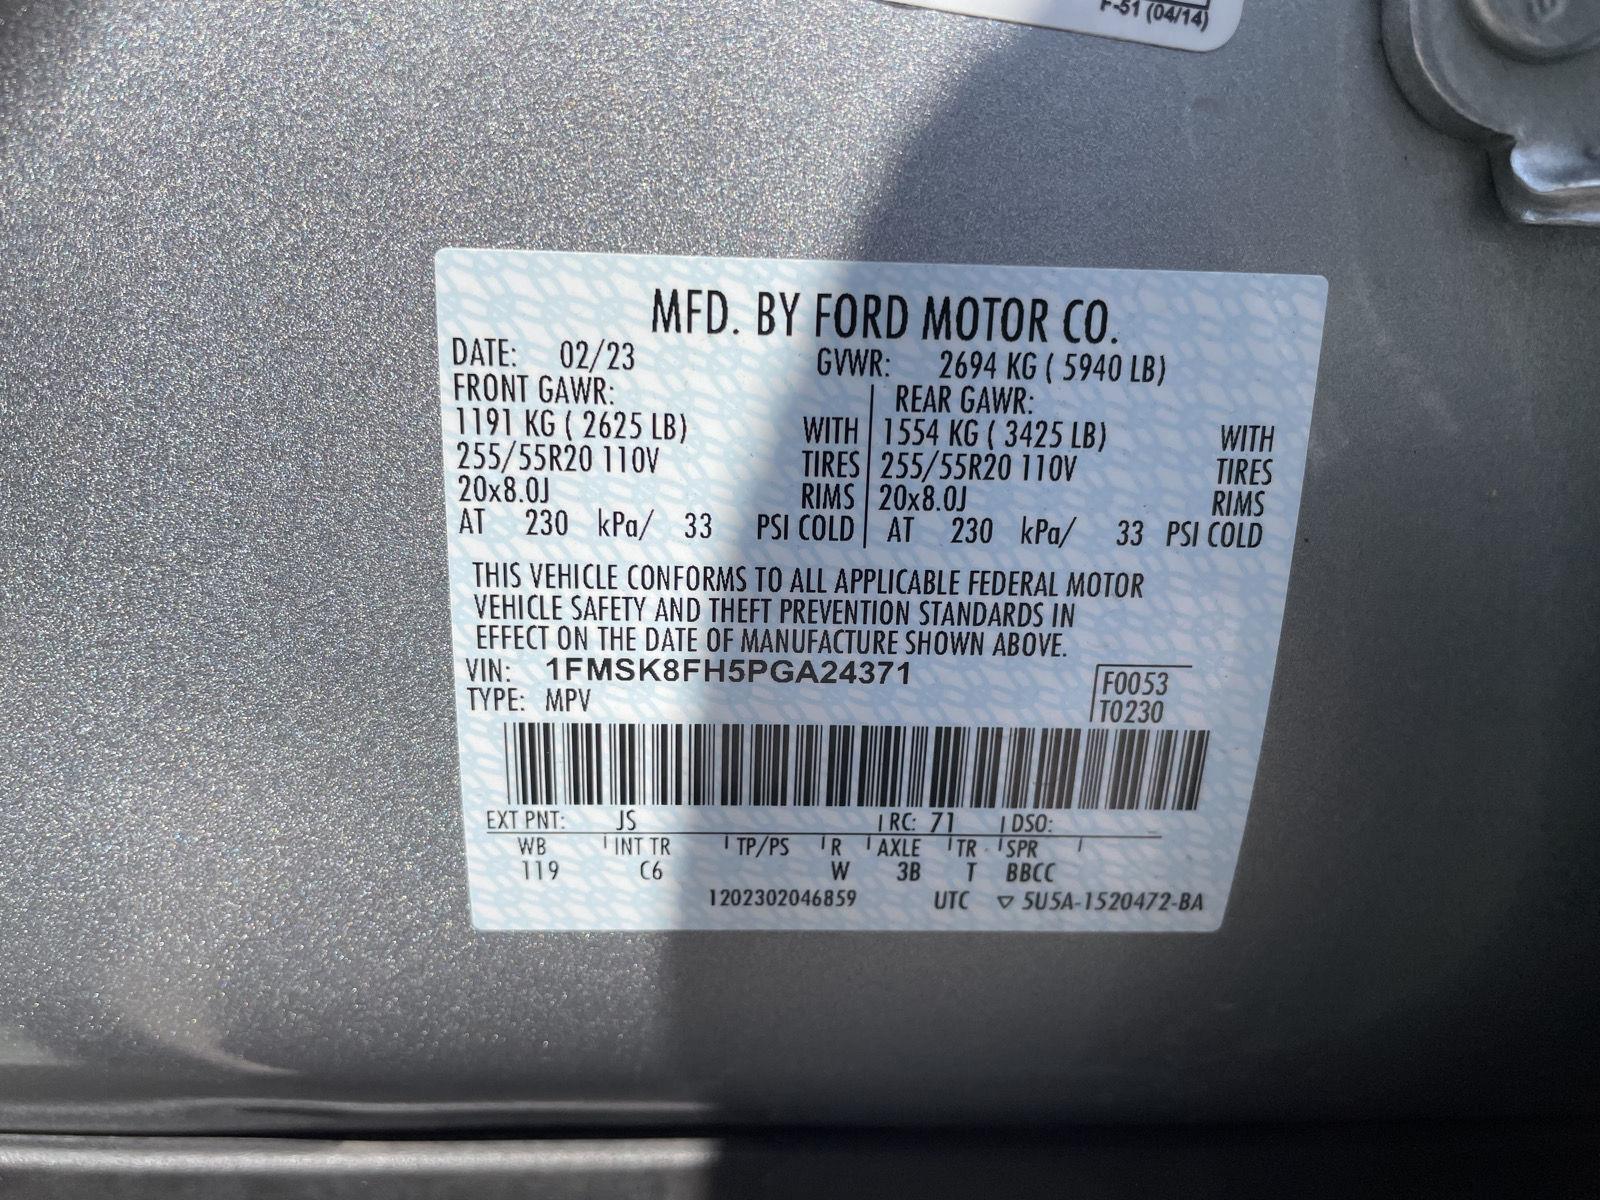 F-51 (04/14)
MFD. BY FORD MOTOR CO.
DATE: 02/23 GVWR: 2694 KG ( 5940 LB)
FRONT GAWR: REAR GAWR:
1191 KG ( 2625 LB) WITH 1554 KG ( 3425 LB) WITH
255/55R20 110V TIRES 255/55R20 110V TIRES
20x8.0J RIMS 20x8.0J RIMS
AT 230 kPa/ 33 PSI COLD AT 230 kPa/ 33 PSI COLD
THIS VEHICLE CONFORMS TO ALL APPLICABLE FEDERAL MOTOR
VEHICLE SAFETY AND THEFT PREVENTION STANDARDS IN
EFFECT ON THE DATE OF MANUFACTURE SHOWN ABOVE.
VIN: 1FMSK8FH5PGA24371
TYPE: MPV
F0053
T0230
EXT PNT: JS RC: 71 DSO:
WB INT TR TP/PS R AXLE TR SPR
119 C6 W 3B T BBCC
1202302046859 UTC ▽ 5U5A-1520472-BA